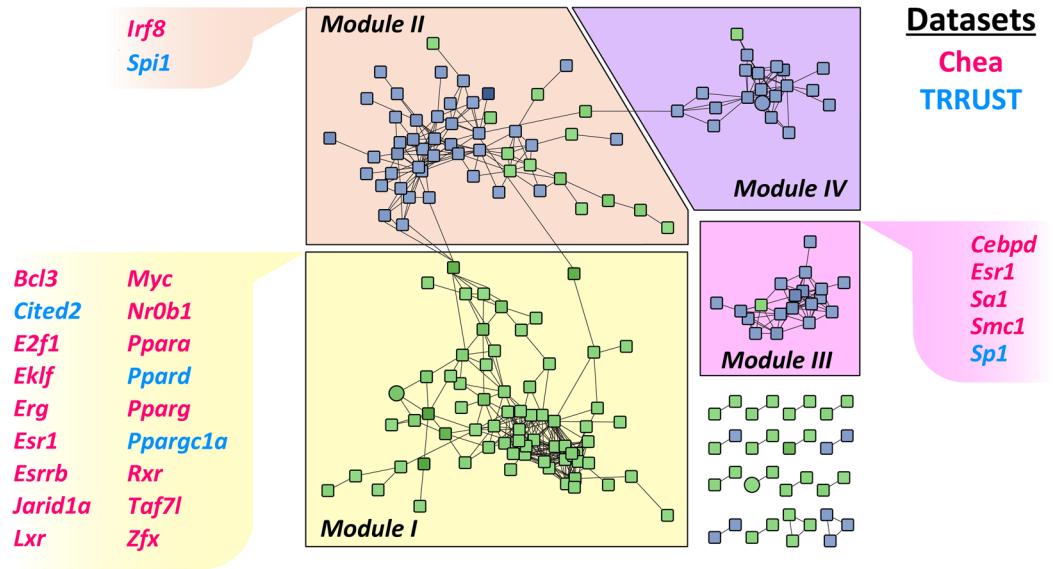 Irf8
Spi1
Module II
Module IV
Datasets
Chea
TRRUST
Bcl3
Cited2
E2f1
Eklf
Erg
Esr1
Esrrb
Jarid1a
Lxr
Myc
Nr0b1
Ppara
Ppard
Pparg
Ppargc1a
Rxr
Taf7l
Zfx
Module I
Module III
Cebpd
Esr1
Sa1
Smc1
Sp1